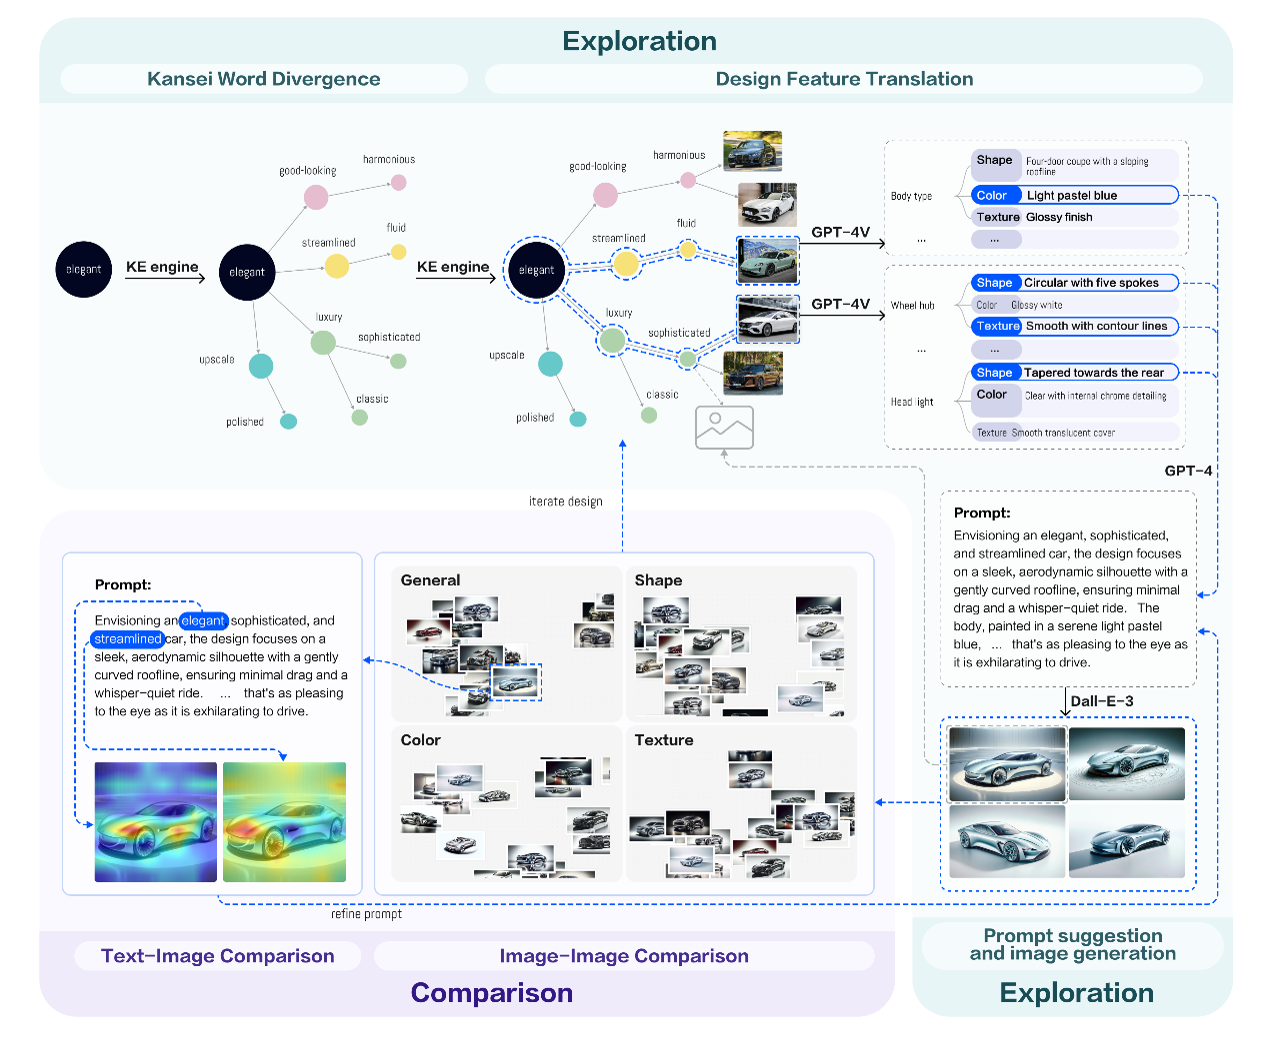 Exploration
Kansei Word Divergence
Design Feature Translation
elegant
KE engine
elegant
good-looking
harmonious
streamlined
fluid
luxury
sophisticated
classic
upscale
polished
KE engine
elegant
good-looking
harmonious
streamlined
fluid
luxury
sophisticated
classic
upscale
polished
GPT-4V
GPT-4V
Body type
Shape Four-door coupe with a sloping
roofline
Color Light pastel blue
Texture Glossy finish
... ...
Wheel hub
Shape Circular with five spokes
Color Glossy white
Texture Smooth with contour lines
... ...
Head light
Shape Tapered towards the rear
Color Clear with internal chrome detailing
Texture Smooth translucent cover
GPT-4
Prompt:
Envisioning an elegant, sophisticated,
and streamlined car, the design focuses
on a sleek, aerodynamic silhouette with a
gently curved roofline, ensuring minimal
drag and a whisper-quiet ride. The
body, painted in a serene light pastel
blue, ... that's as pleasing to the eye as
it is exhilarating to drive.
Dall-E-3
iterate design
Prompt:
Envisioning an elegant, sophisticated, and
streamlined car, the design focuses on a
sleek, aerodynamic silhouette with a gently
curved roofline, ensuring minimal drag and a
whisper-quiet ride. ... that's as pleasing
to the eye as it is exhilarating to drive.
General
Shape
Color
Texture
refine prompt
Text-Image Comparison
Image-Image Comparison
Comparison
Prompt suggestion
and image generation
Exploration